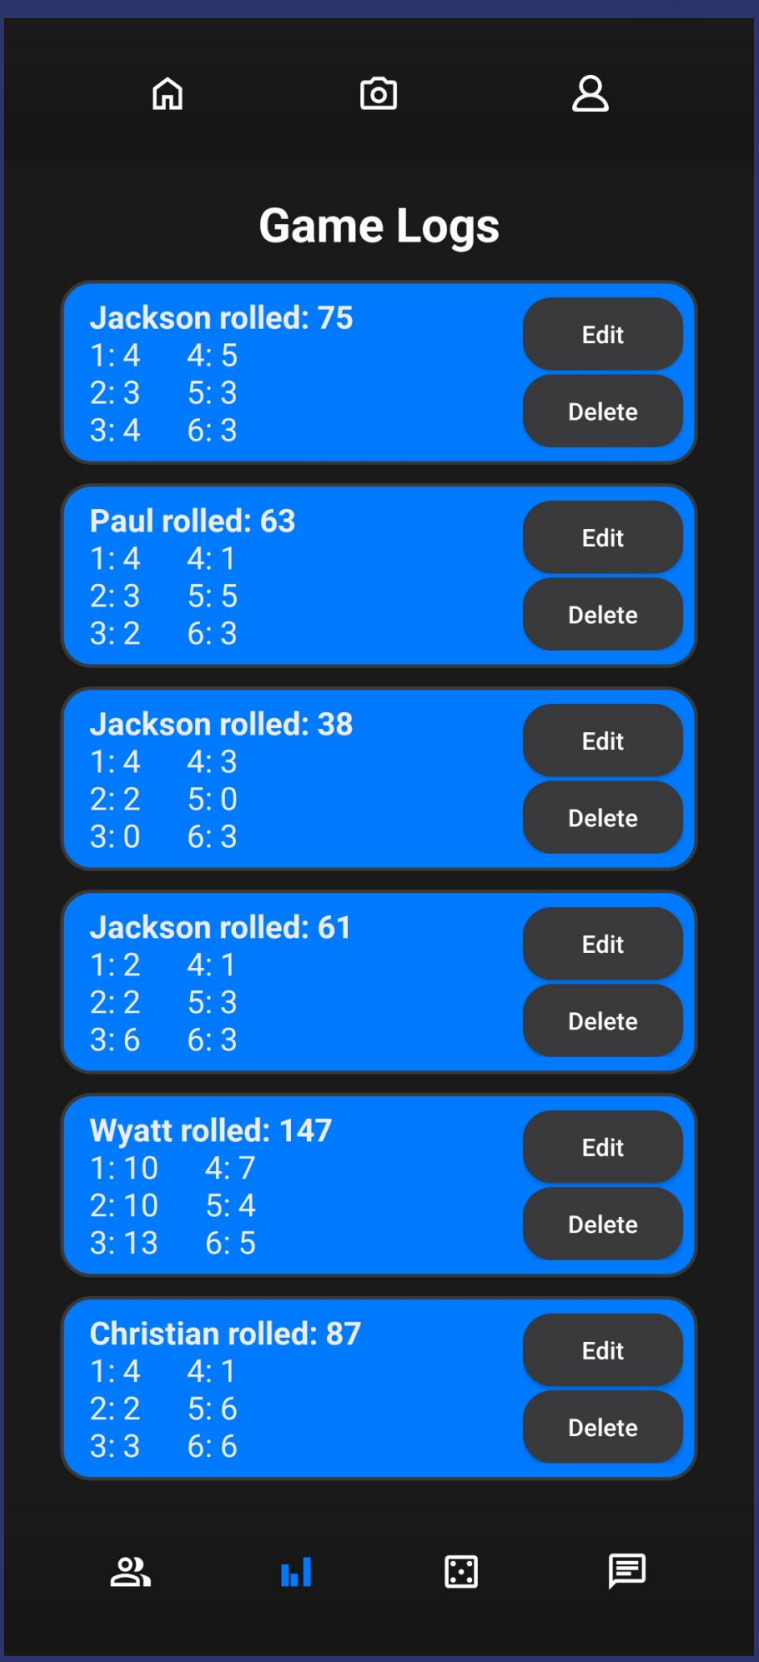 Game Logs
Jackson rolled: 75
1: 4 4: 5
2: 3 5: 3
3: 4 6: 3
Edit
Delete
Paul rolled: 63
1: 4 4: 1
2: 3 5: 5
3: 2 6: 3
Edit
Delete
Jackson rolled: 38
1: 4 4: 3
2: 2 5: 0
3: 0 6: 3
Edit
Delete
Jackson rolled: 61
1: 2 4: 1
2: 2 5: 3
3: 6 6: 3
Edit
Delete
Wyatt rolled: 147
1: 10 4: 7
2: 10 5: 4
3: 13 6: 5
Edit
Delete
Christian rolled: 87
1: 4 4: 1
2: 2 5: 6
3: 3 6: 6
Edit
Delete